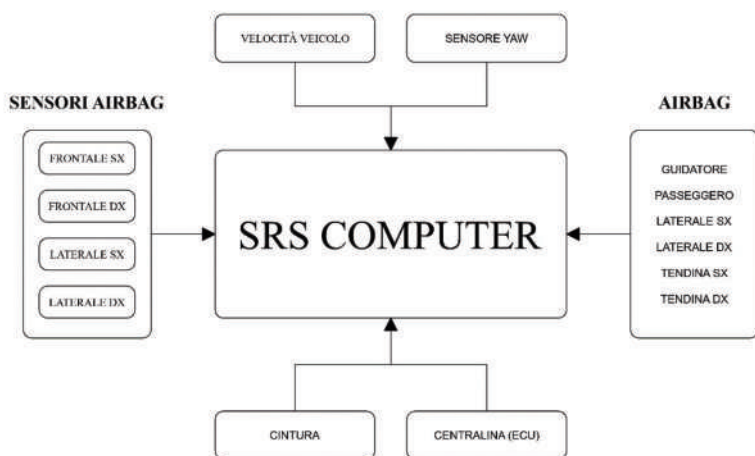 VELOCITÀ VEICOLO
SENSORE YAW
SENSORI AIRBAG
FRONTALE SX
FRONTALE DX
LATERALE SX
LATERALE DX
SRS COMPUTER
AIRBAG
GUIDATORE
PASSEGGERO
LATERALE SX
LATERALE DX
TENDINA SX
TENDINA DX
CINTURA
CENTRALINA (ECU)